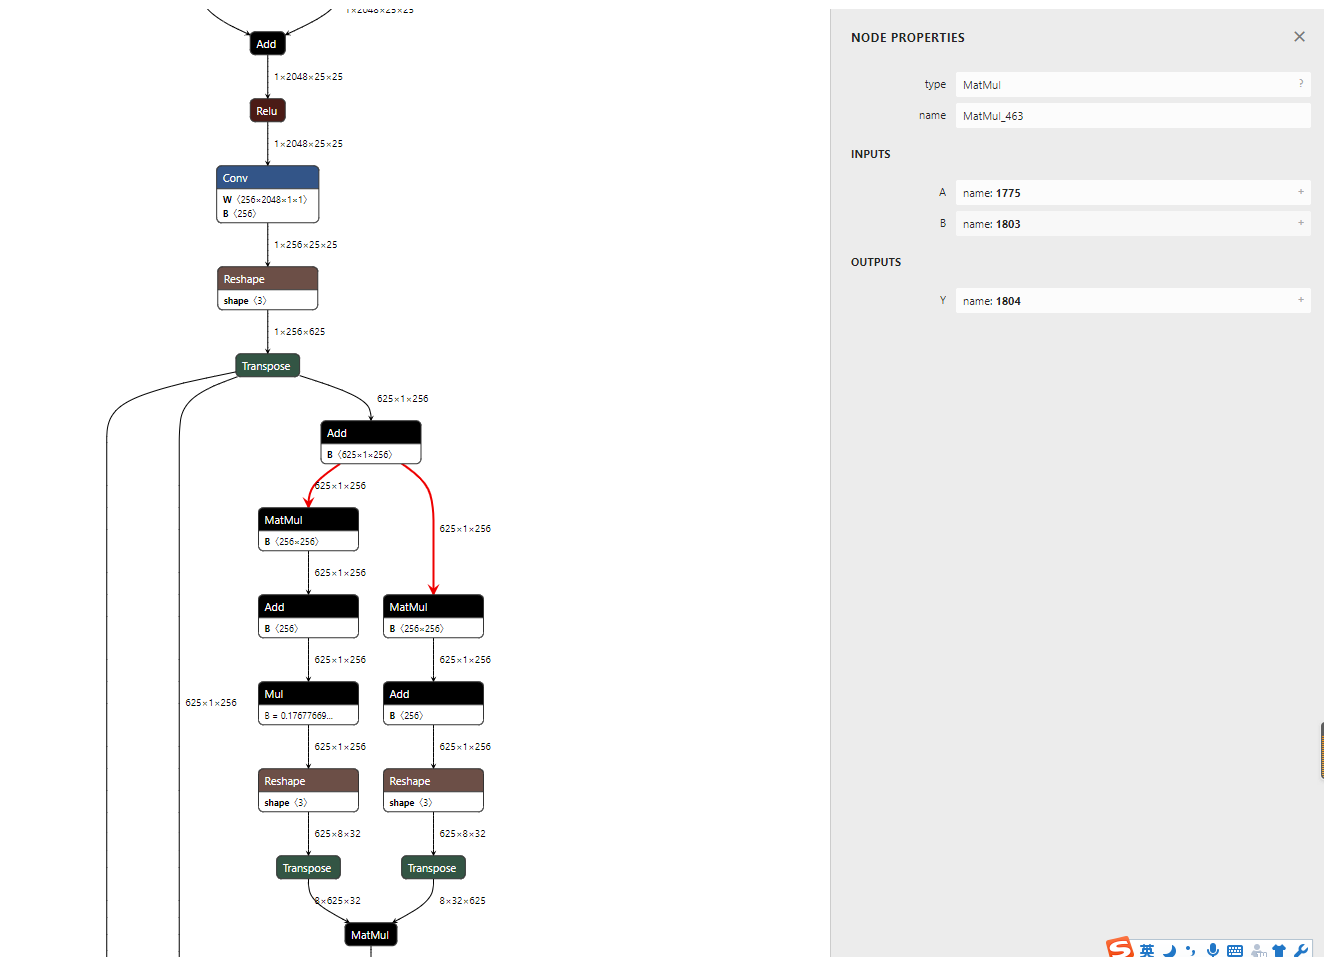 1×2048×25×25
Add
1×2048×25×25
Relu
1×2048×25×25
Conv
W ⟨256×2048×1×1⟩
B ⟨256⟩
1×256×25×25
Reshape
shape ⟨3⟩
1×256×625
Transpose
625×1×256
Add
B ⟨625×1×256⟩
625×1×256
625×1×256
MatMul
B ⟨256×256⟩
625×1×256
Add
B ⟨256⟩
MatMul
B ⟨256×256⟩
625×1×256
625×1×256
625×1×256
Mul
B = 0.17677669...
Add
B ⟨256⟩
625×1×256
625×1×256
Reshape
shape ⟨3⟩
Reshape
shape ⟨3⟩
625×8×32
625×8×32
Transpose
Transpose
8×625×32
8×32×625
MatMul
NODE PROPERTIES
×
type MatMul ?
name MatMul_463
INPUTS
A name: 1775 +
B name: 1803 +
OUTPUTS
Y name: 1804 +
S 英